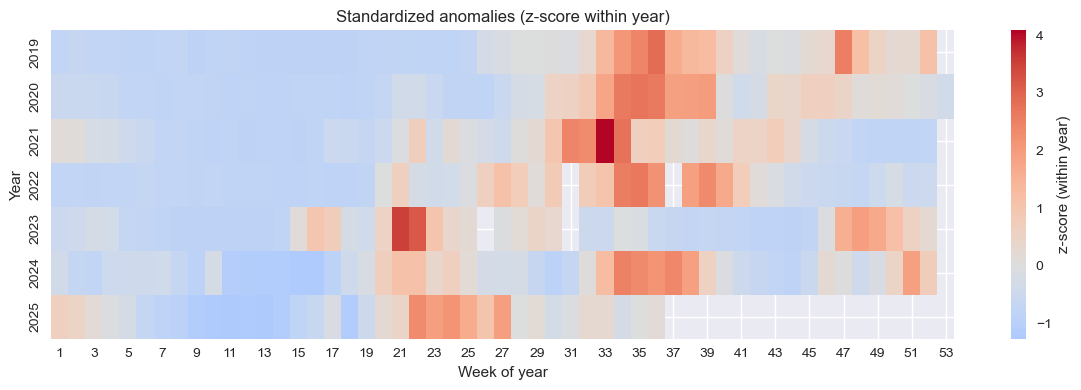 Standardized anomalies (z-score within year)
Year
2019
2020
2021
2022
2023
2024
2025
1 3 5 7 9 11 13 15 17 19 21 23 25 27 29 31 33 35 37 39 41 43 45 47 49 51 53
Week of year
4
3
2
1
0
−1
z-score (within year)